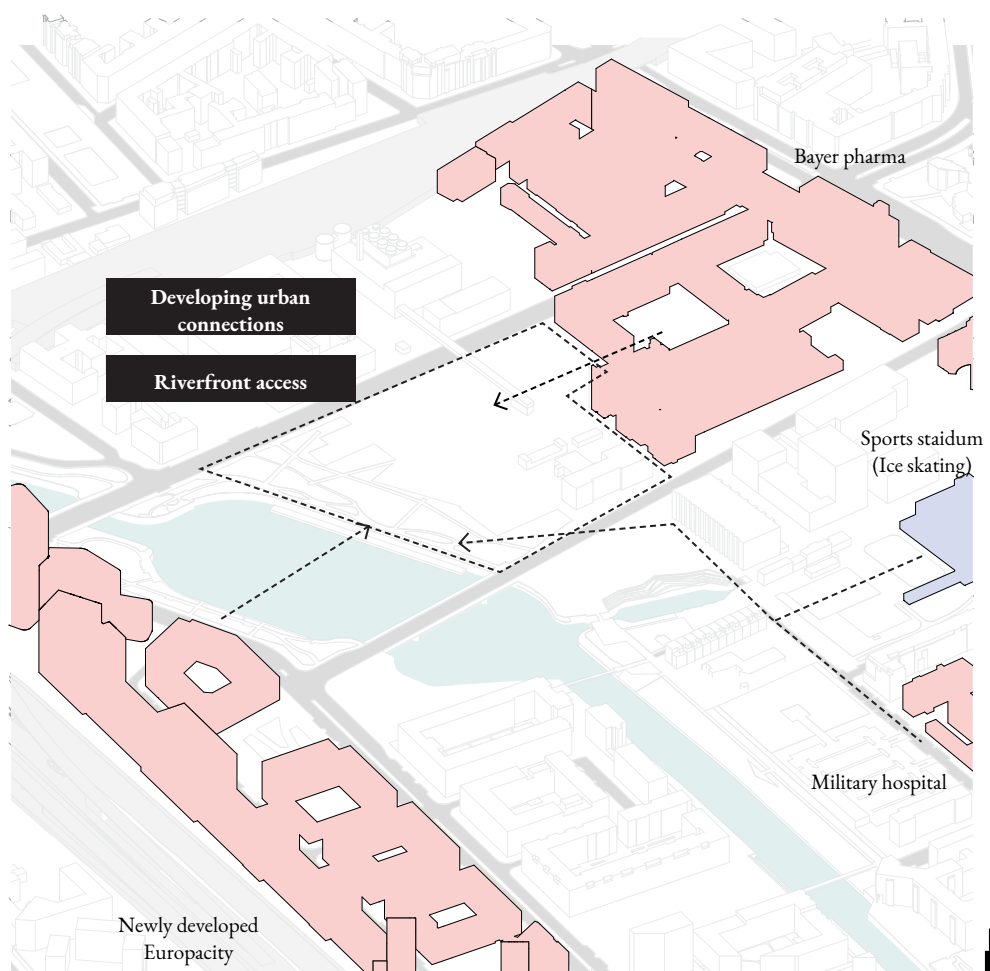 Bayer pharma
Developing urban
connections
Riverfront access
Sports staidum
(Ice skating)
Military hospital
Newly developed
Europacity